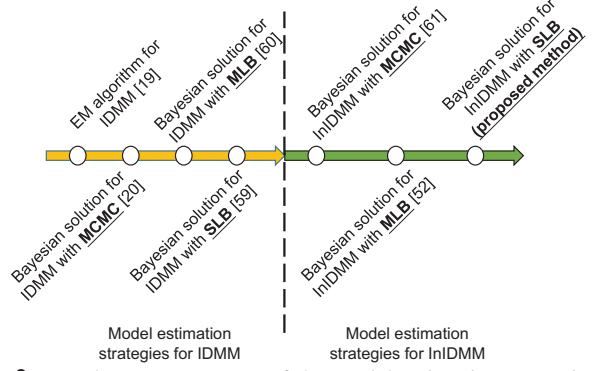 EM algorithm for
IDMM [19]
Bayesian solution for
IDMM with MCMC [20]
Bayesian solution for
IDMM with MLB [60]
Bayesian solution for
IDMM with SLB [59]
Bayesian solution for
InIDMM with MCMC [61]
Bayesian solution for
InIDMM with MLB [52]
Bayesian solution for
InIDMM with SLB
(proposed method)
Model estimation
strategies for IDMM
Model estimation
strategies for InIDMM